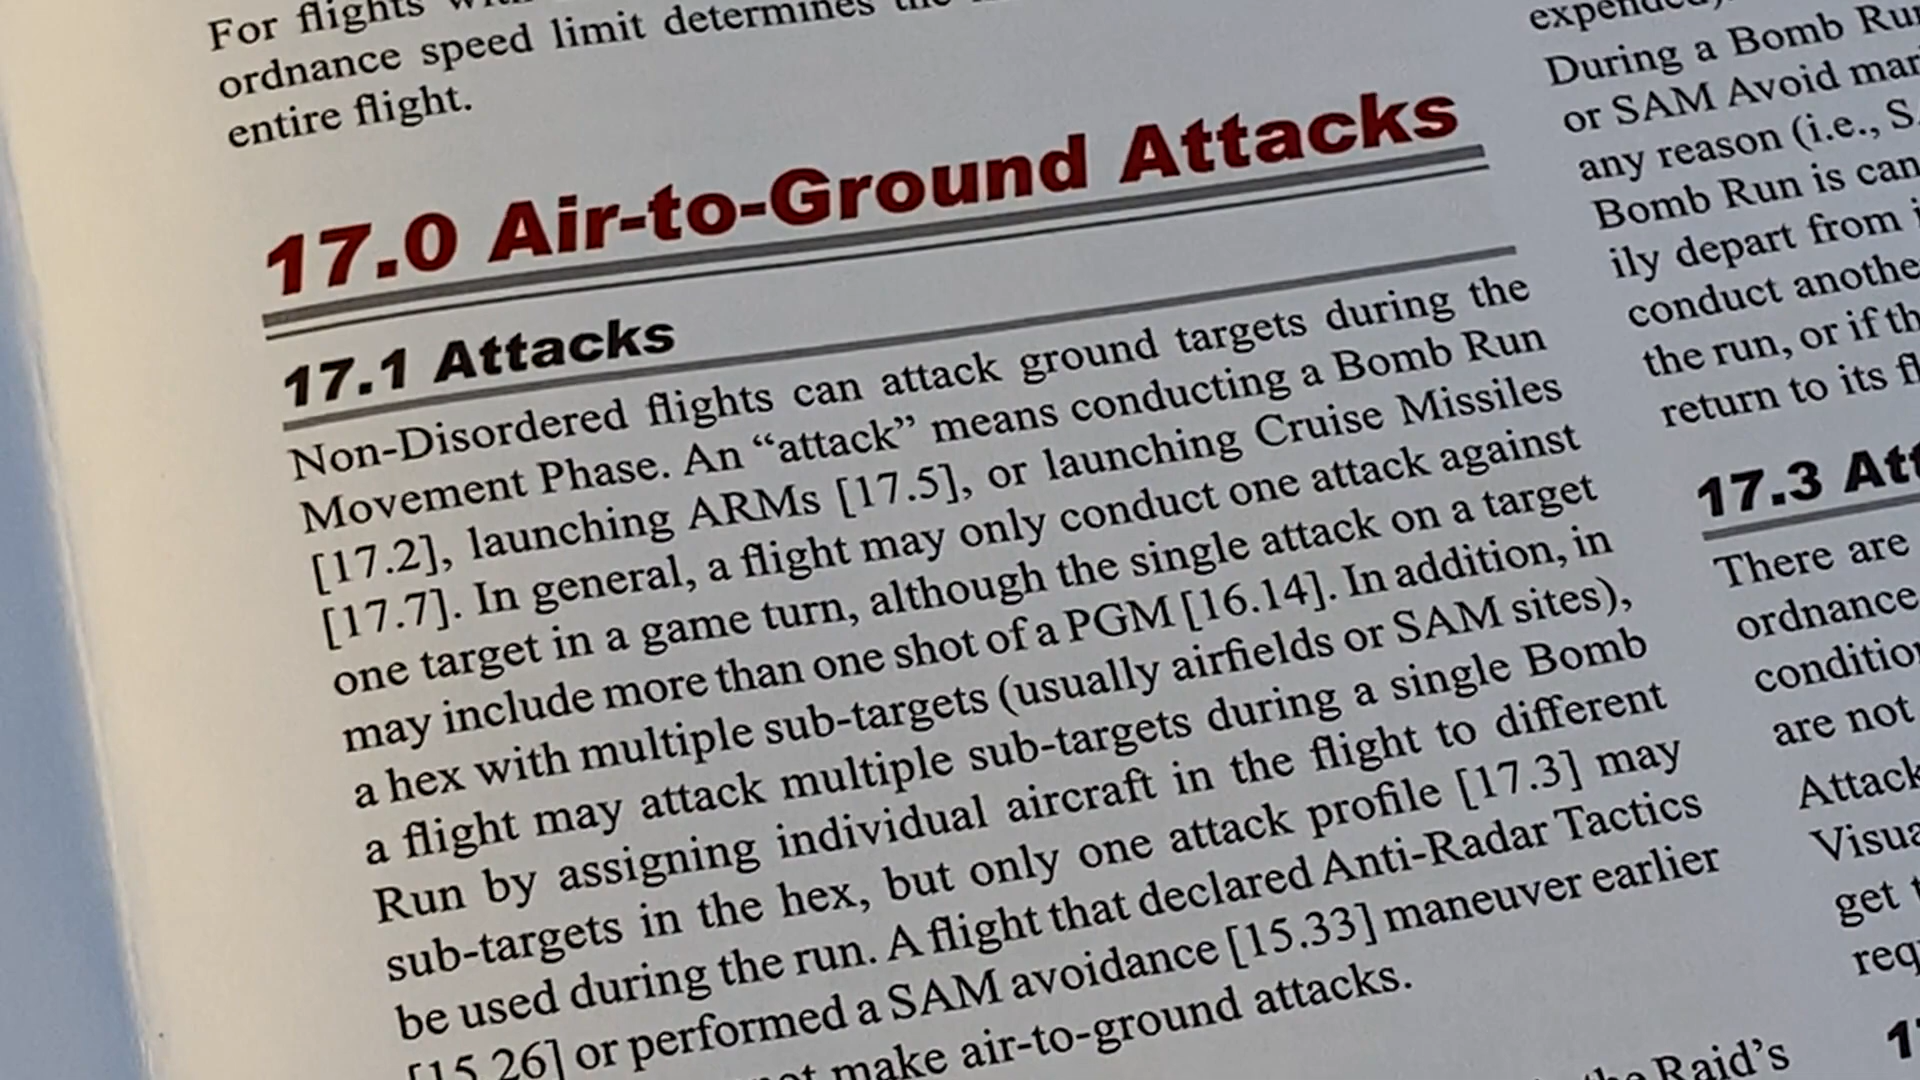 For flights
ordnance speed limit determines the
entire flight.
17.0 Air-to-Ground Attacks
17.1 Attacks
Non-Disordered flights can attack ground targets during the
Movement Phase. An “attack” means conducting a Bomb Run
[17.2], launching ARMs [17.5], or launching Cruise Missiles
[17.7]. In general, a flight may only conduct one attack against
one target in a game turn, although the single attack on a target
may include more than one shot of a PGM [16.14]. In addition, in
a hex with multiple sub-targets (usually airfields or SAM sites),
a flight may attack multiple sub-targets during a single Bomb
Run by assigning individual aircraft in the flight to different
sub-targets in the hex, but only one attack profile [17.3] may
be used during the run. A flight that declared Anti-Radar Tactics
[15.26] or performed a SAM avoidance [15.33] maneuver earlier
make air-to-ground attacks.
the Raid’s
During a Bomb Run
or SAM Avoid
any reason (i.e.,
Bomb Run is
ily depart from
conduct
the run, or if
return to its
17.3
There are
ordnance
are not
get